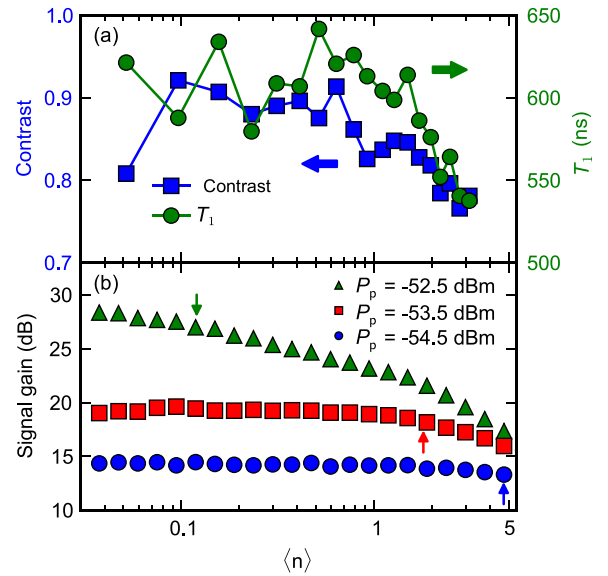 (a)
1.0
0.9
0.8
0.7
Contrast
650
600
550
500
T1 (ns)
Contrast
T1
(b)
Pp = -52.5 dBm
Pp = -53.5 dBm
Pp = -54.5 dBm
30
25
20
15
10
Signal gain (dB)
0.1
1
5
⟨n⟩